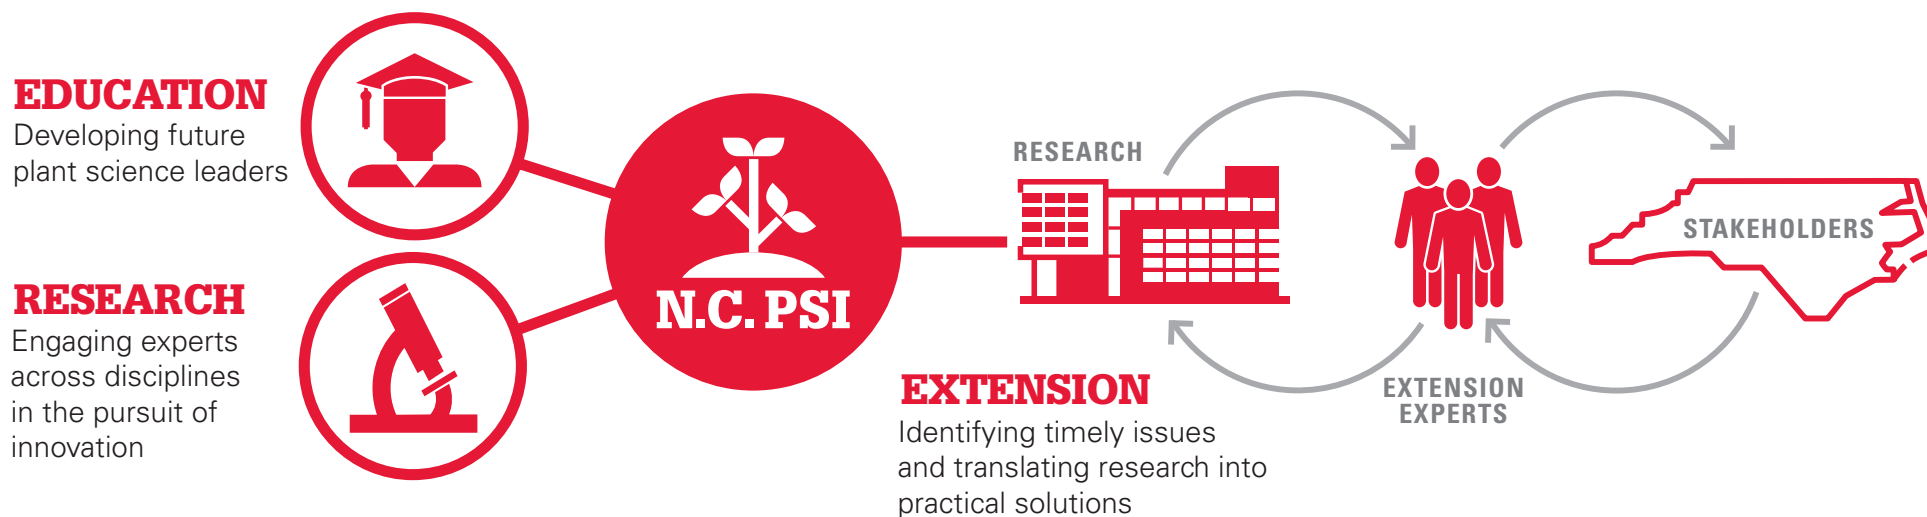 EDUCATION
Developing future
plant science leaders
RESEARCH
Engaging experts
across disciplines
in the pursuit of
innovation
N.C. PSI
EXTENSION
Identifying timely issues
and translating research into
practical solutions
RESEARCH
EXTENSION
EXPERTS
STAKEHOLDERS